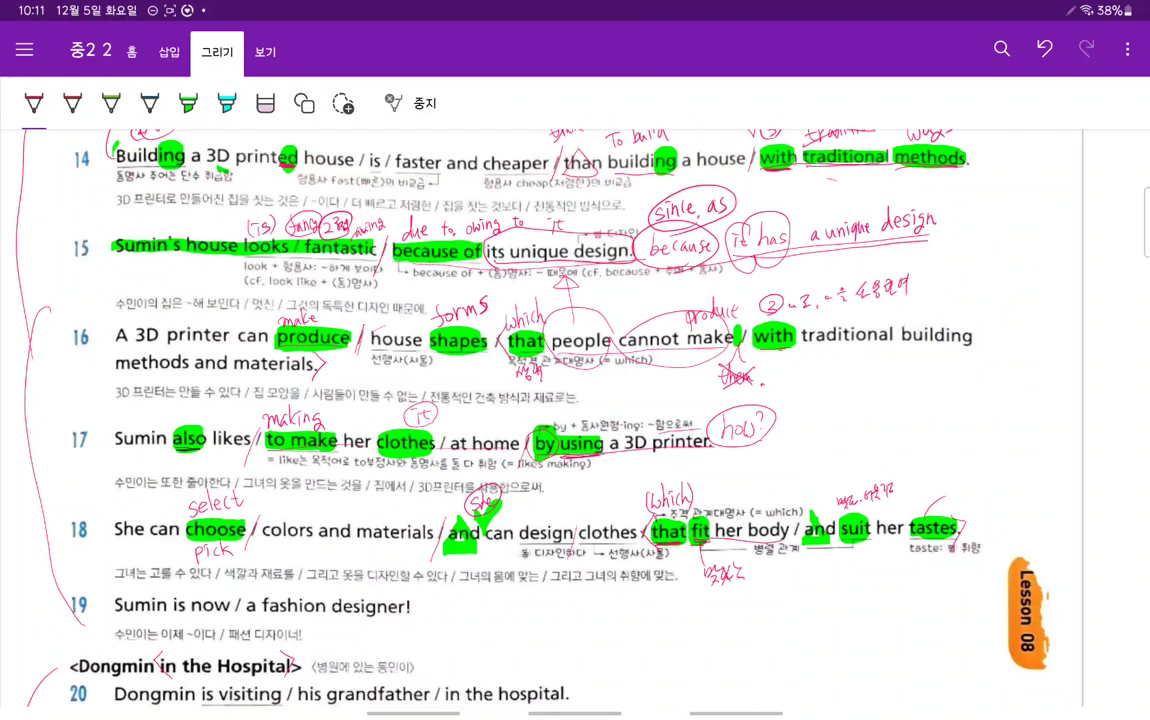 10:11 12월 5일 화요일 38%
중2 2 홈 삽입 그리기 보기
중지
To build
14 Building a 3D printed house / is / faster and cheaper / than building a house / with traditional methods.
동명사 주어는 단수 취급함 형용사 fast(빠른)의 비교급 형용사 cheap(저렴한)의 비교급
3D 프린터로 만들어진 집을 짓는 것은 / ~이다 / 더 빠르고 저렴한 / 집을 짓는 것보다 / 전통적인 방식으로.
since, as
(is) due to owing to it
15 Sumin's house looks / fantastic / because of its unique design. because it has a unique design
look + 형용사: ~하게 보이다 because of + (동)명사: ~ 때문에 (cf. because + 주어 + 동사)
(cf. look like + (동)명사)
수민이의 집은 ~해 보인다 / 멋진 / 그것의 독특한 디자인 때문에.
make forms which produce ② ~로, ~을 소용하여
16 A 3D printer can produce / house shapes / that people cannot make / with traditional building
선행사(사물) 목적격 관계대명사 (= which)
methods and materials.
생략 them.
3D 프린터는 만들 수 있다 / 집 모양을 / 사람들이 만들 수 없는 / 전통적인 건축 방식과 재료로는.
making it by + 동사원형-ing: ~함으로써 how?
17 Sumin also likes / to make her clothes / at home / by using a 3D printer.
= like는 목적어로 to부정사와 동명사를 둘 다 취함 (= likes making)
수민이는 또한 좋아한다 / 그녀의 옷을 만드는 것을 / 집에서 / 3D프린터를 사용함으로써.
select she (which) 주격 관계대명사 (= which)
18 She can choose / colors and materials / and can design clothes / that fit her body / and suit her tastes.
pick 동 디자인하다 선행사(사물) 병렬 관계 taste: 명 취향
그녀는 고를 수 있다 / 색깔과 재료를 / 그리고 옷을 디자인할 수 있다 / 그녀의 몸에 맞는 / 그리고 그녀의 취향에 맞는.
19 Sumin is now / a fashion designer!
수민이는 이제 ~이다 / 패션 디자이너!
Lesson 08
<Dongmin in the Hospital> 〈병원에 있는 동민이〉
20 Dongmin is visiting / his grandfather / in the hospital.